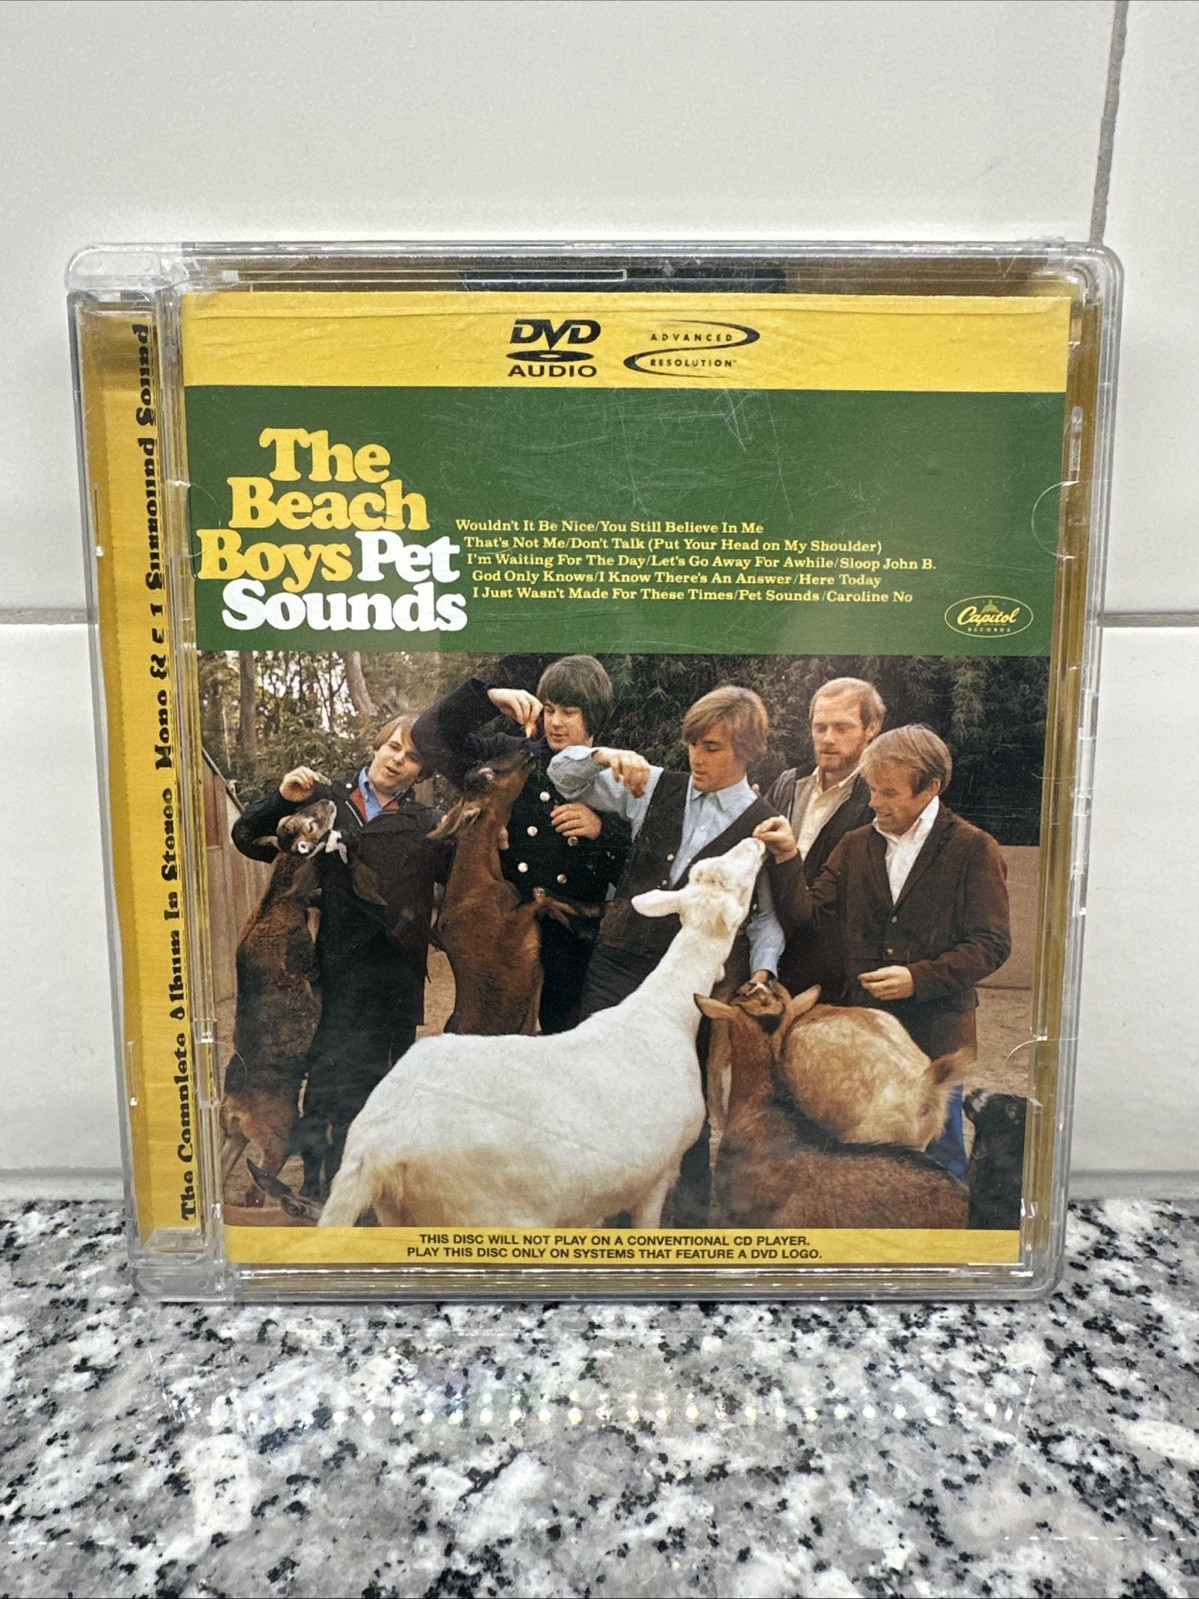 DVD
AUDIO
ADVANCED
RESOLUTION™
The
Beach
Boys Pet
Sounds
Wouldn't It Be Nice/You Still Believe In Me
That's Not Me/Don't Talk (Put Your Head on My Shoulder)
I'm Waiting For The Day/Let's Go Away For Awhile/Sloop John B.
God Only Knows/I Know There's An Answer/Here Today
I Just Wasn't Made For These Times/Pet Sounds/Caroline No
Capitol
RECORDS
THIS DISC WILL NOT PLAY ON A CONVENTIONAL CD PLAYER.
PLAY THIS DISC ONLY ON SYSTEMS THAT FEATURE A DVD LOGO.
The Complete Album In Stereo Mono & 5.1 Surround Sound